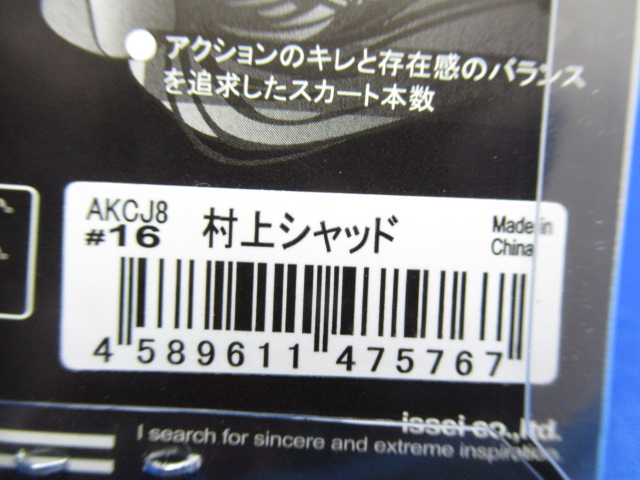 アクションのキレと存在感のバランス
を追求したスカート本数
AKCJ8
#16 村上シャッド
Made in
China
4 589611 475767
issei co.,ltd.
I search for sincere and extreme inspiration.